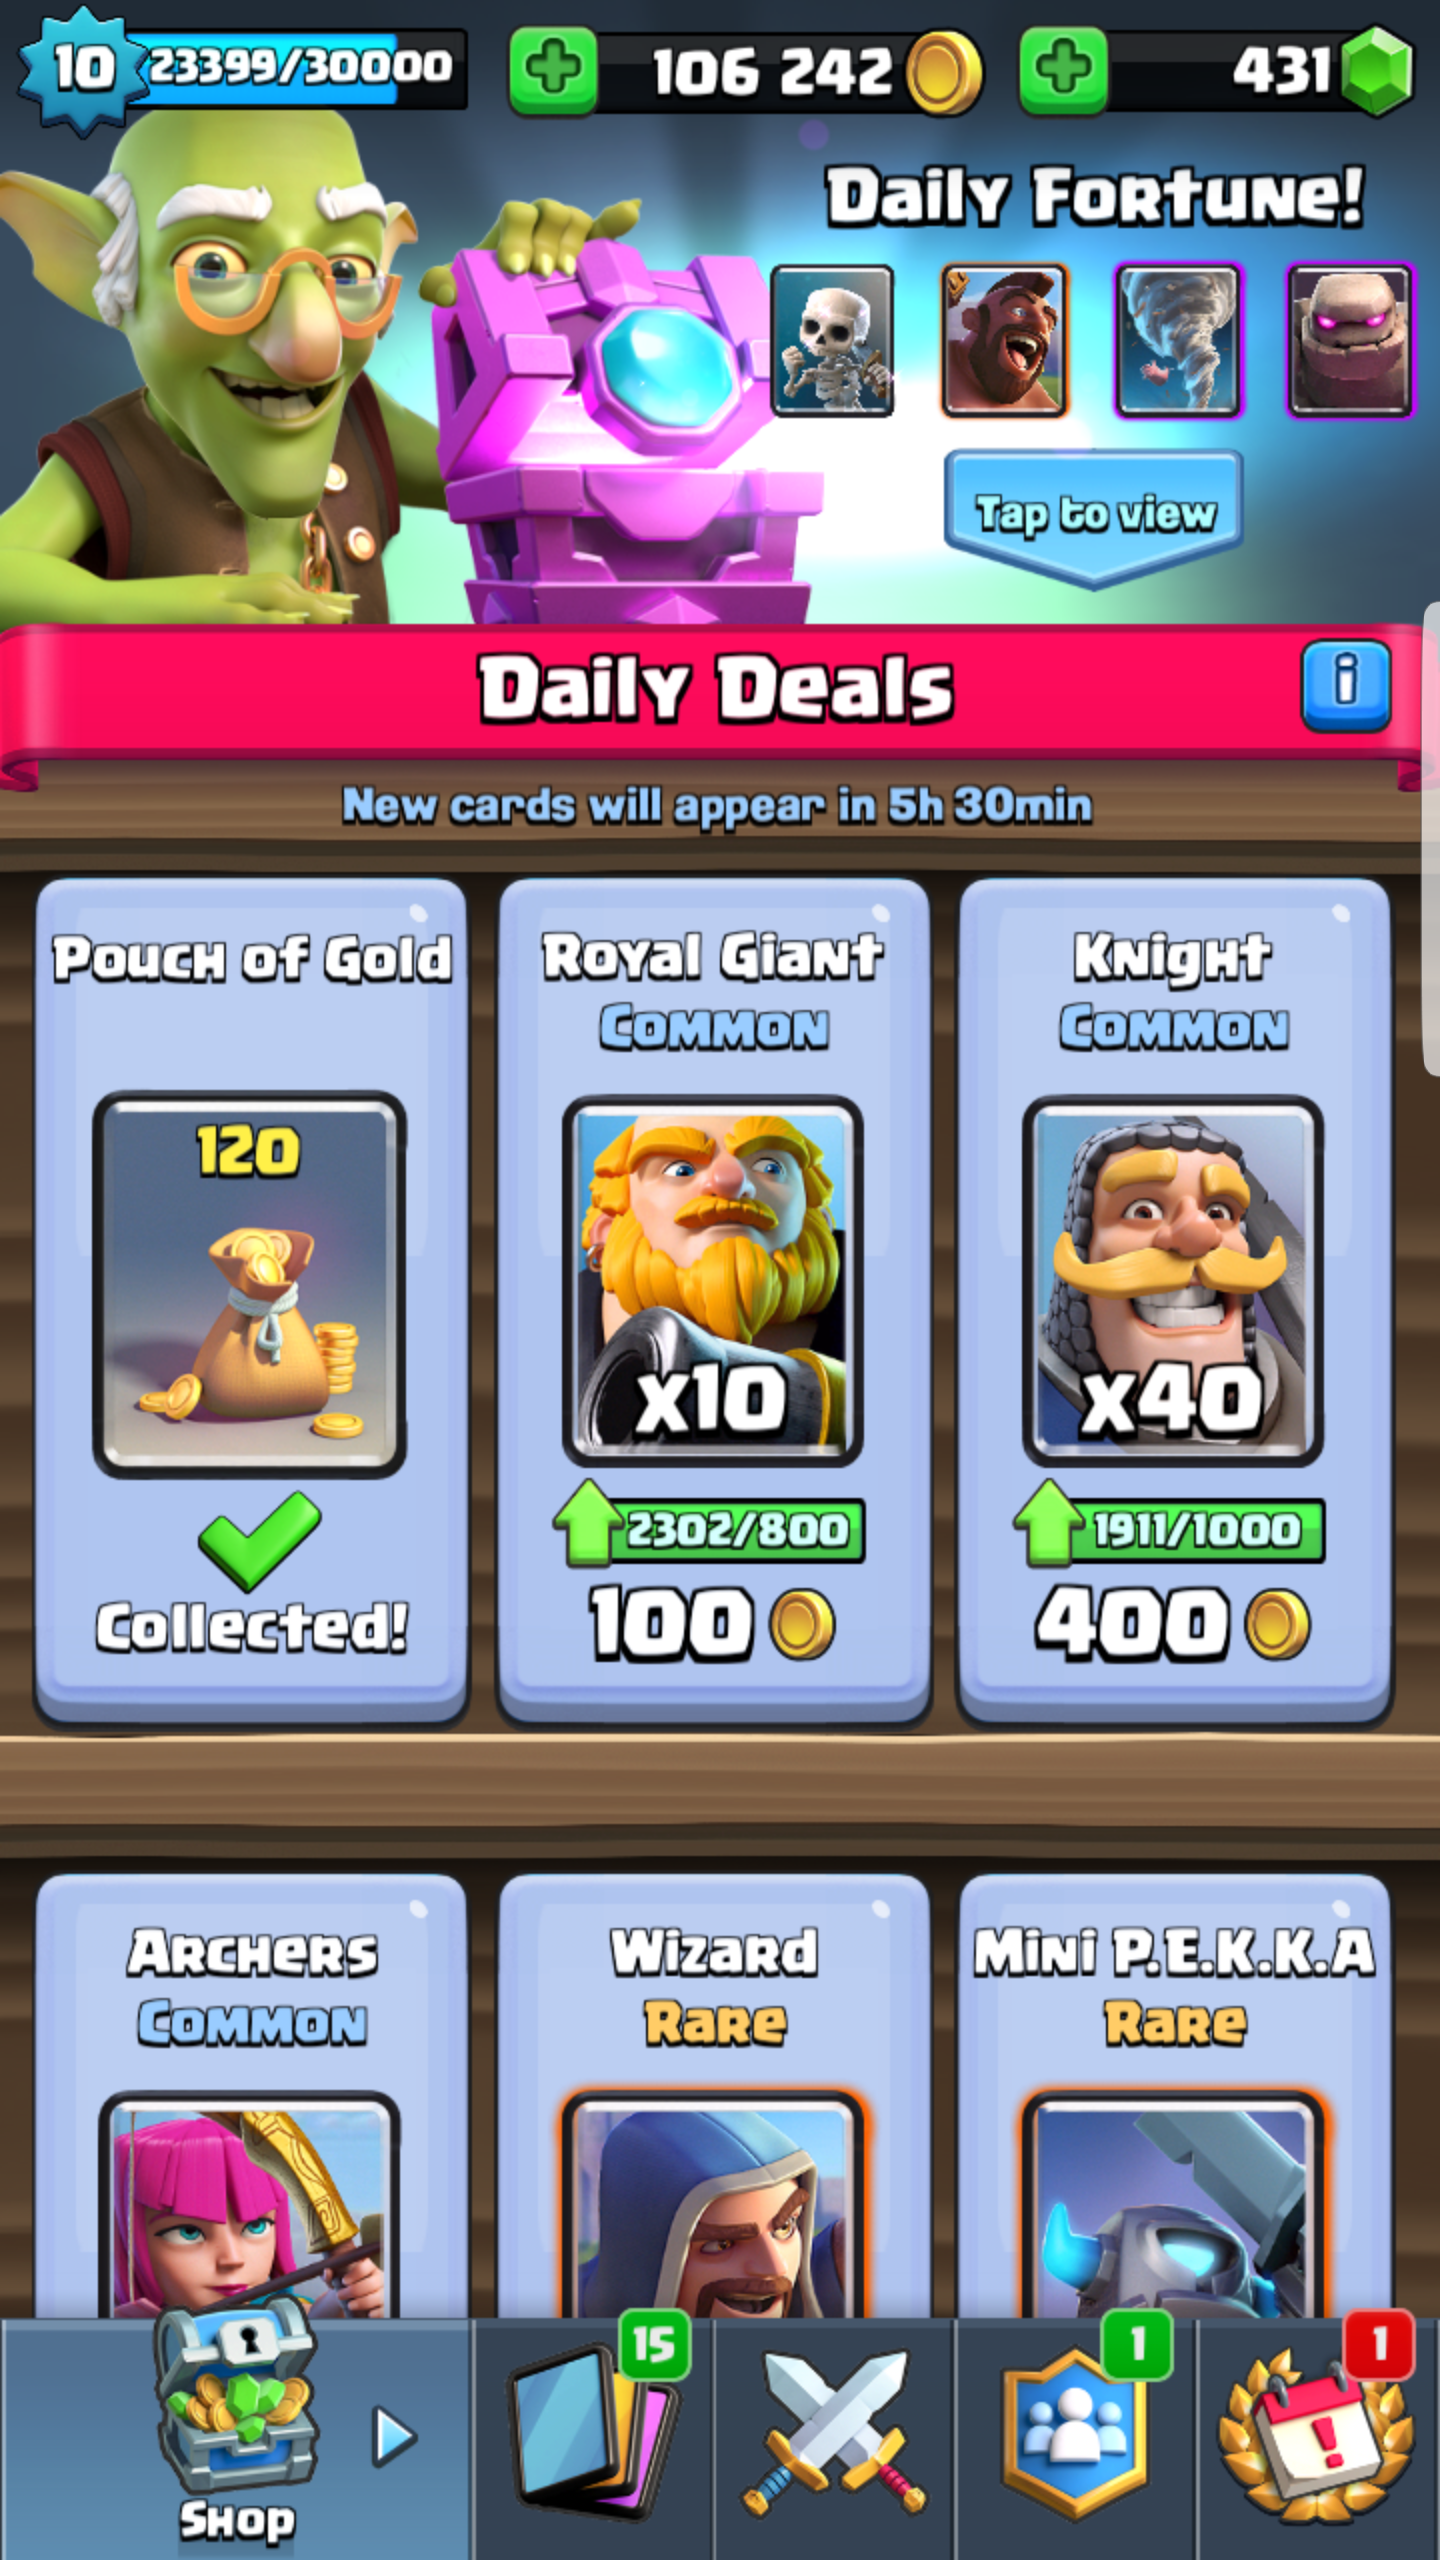 10 23399/30000 106 242 431
Daily Fortune!
Tap to view
Daily Deals
i
New cards will appear in 5h 30min
Pouch of Gold
120
Collected!
Royal Giant
Common
x10
2302/800
100
Knight
Common
x40
1911/1000
400
Archers
Common
Wizard
Rare
Mini P.E.K.K.A
Rare
Shop
15
1
1
!